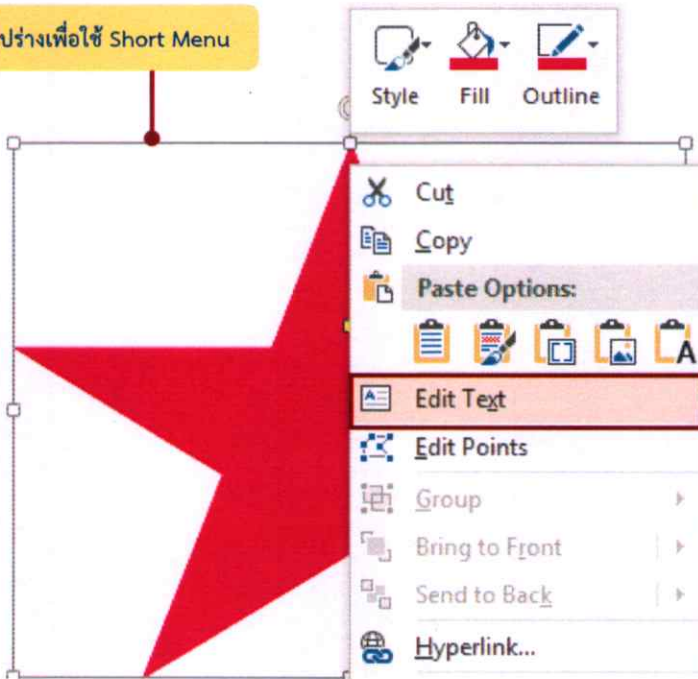 ปร่างเพื่อใช้ Short Menu
Style Fill Outline
Cut
Copy
Paste Options:
A
Edit Text
Edit Points
Group
Bring to Front
Send to Back
Hyperlink...